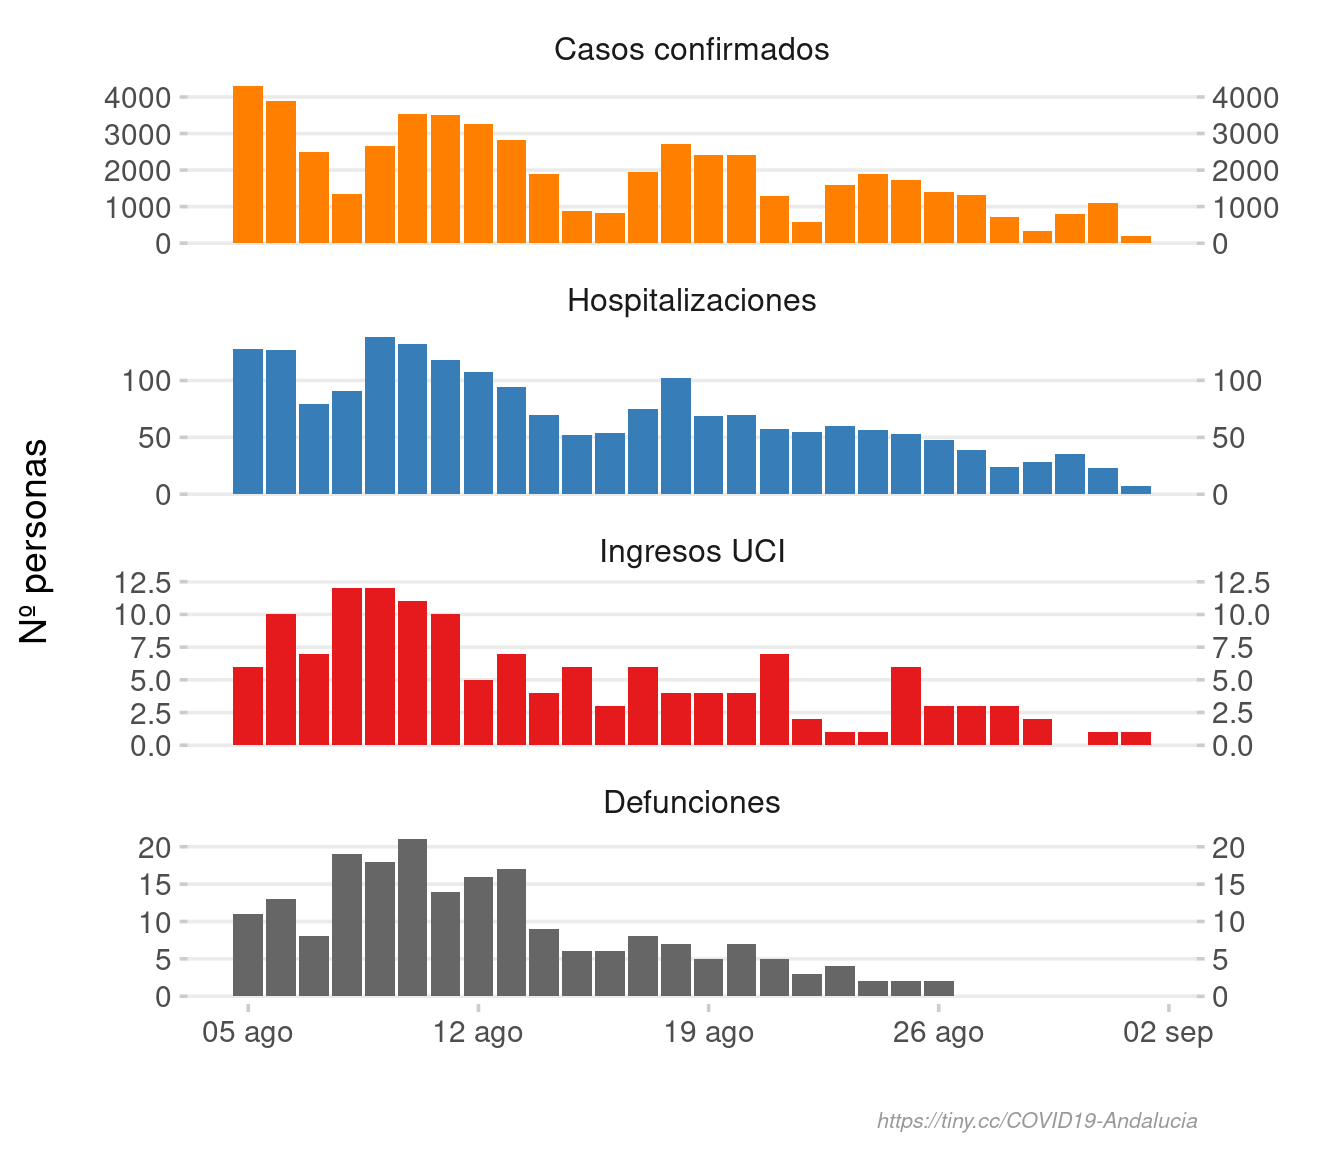 Casos confirmados
4000 4000
3000 3000
2000 2000
1000 1000
0 0
Hospitalizaciones
100 100
50 50
0 0
Nº personas
Ingresos UCI
12.5 12.5
10.0 10.0
7.5 7.5
5.0 5.0
2.5 2.5
0.0 0.0
Defunciones
20 20
15 15
10 10
5 5
0 0
05 ago 12 ago 19 ago 26 ago 02 sep
https://tiny.cc/COVID19-Andalucia